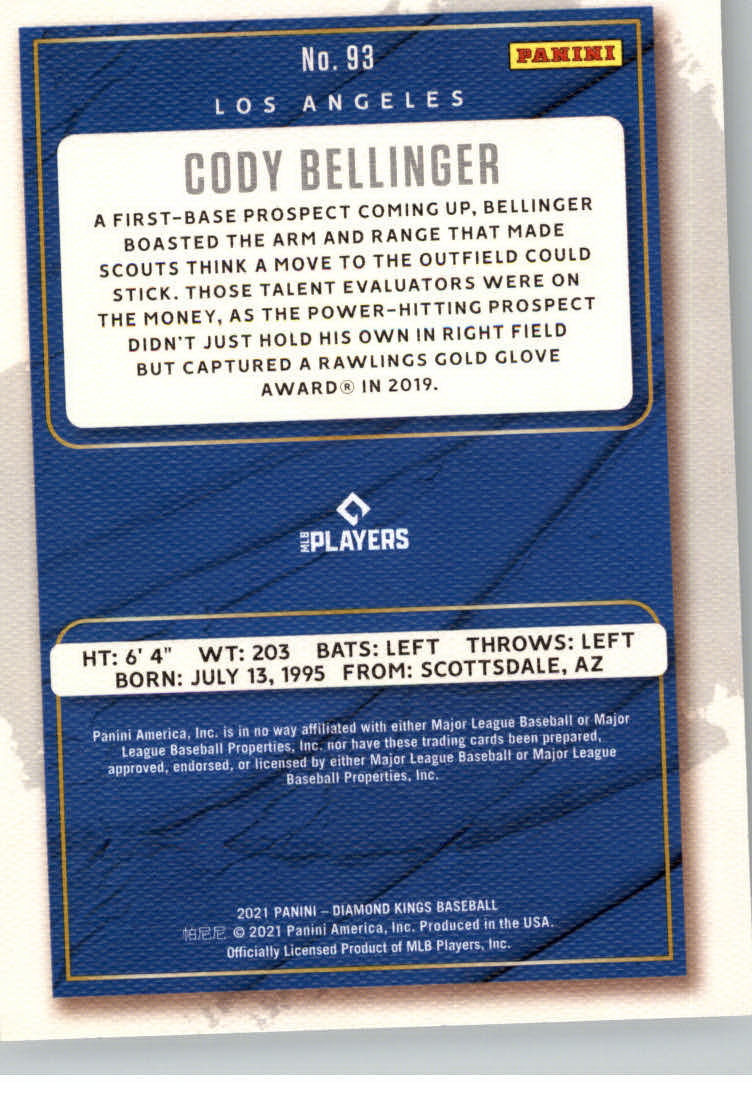 No. 93
PANINI
LOS ANGELES
CODY BELLINGER
A FIRST-BASE PROSPECT COMING UP, BELLINGER
BOASTED THE ARM AND RANGE THAT MADE
SCOUTS THINK A MOVE TO THE OUTFIELD COULD
STICK. THOSE TALENT EVALUATORS WERE ON
THE MONEY, AS THE POWER-HITTING PROSPECT
DIDN'T JUST HOLD HIS OWN IN RIGHT FIELD
BUT CAPTURED A RAWLINGS GOLD GLOVE
AWARD® IN 2019.
MLB PLAYERS
HT: 6' 4" WT: 203 BATS: LEFT THROWS: LEFT
BORN: JULY 13, 1995 FROM: SCOTTSDALE, AZ
Panini America, Inc. is in no way affiliated with either Major League Baseball or Major
League Baseball Properties, Inc. nor have these trading cards been prepared,
approved, endorsed, or licensed by either Major League Baseball or Major League
Baseball Properties, Inc.
2021 PANINI – DIAMOND KINGS BASEBALL
帕尼尼 © 2021 Panini America, Inc. Produced in the USA.
Officially Licensed Product of MLB Players, Inc.